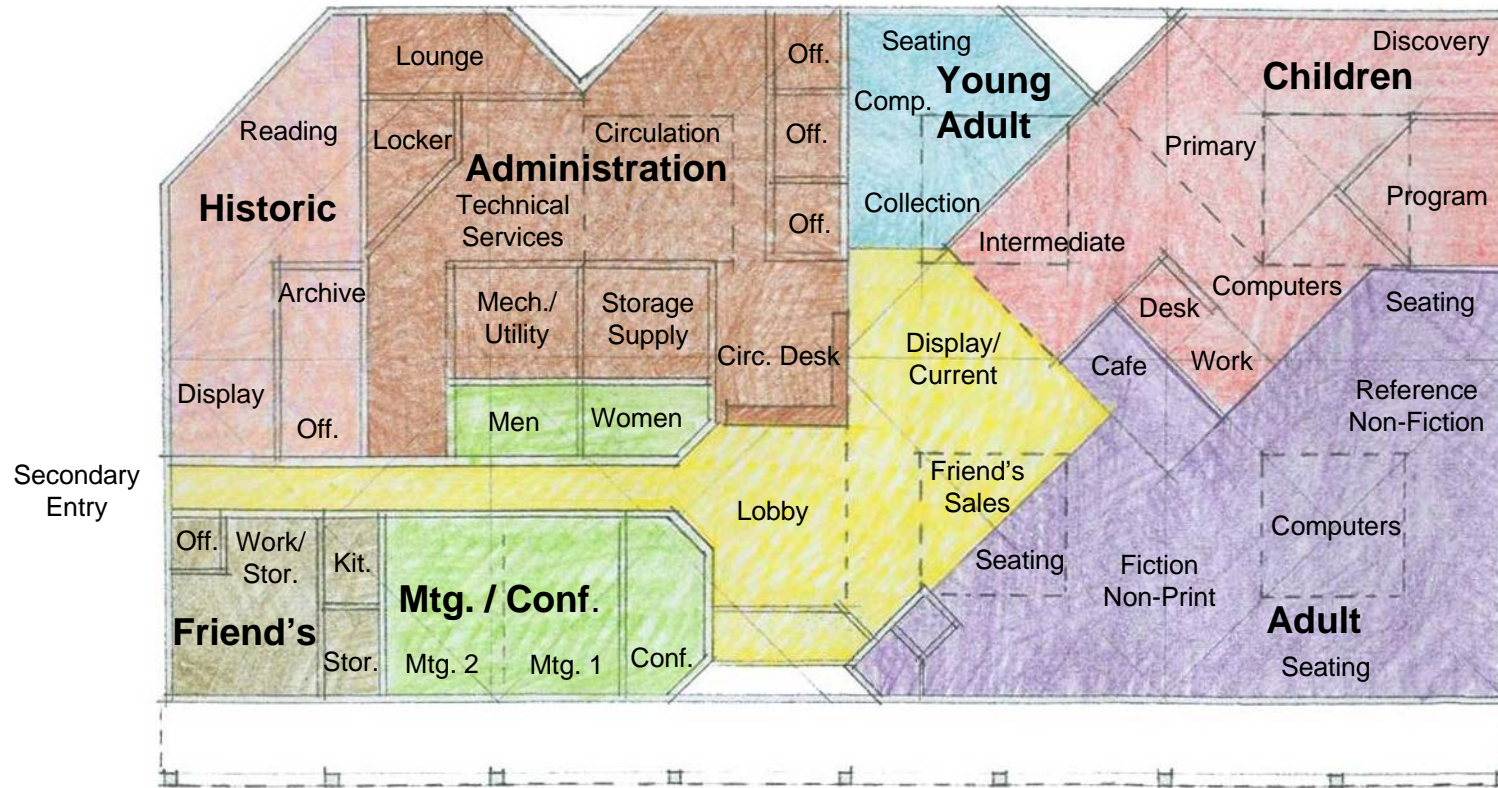 Lounge
Off.
Seating
Discovery
Young
Adult
Children
Comp.
Reading
Locker
Circulation
Off.
Primary
Administration
Historic
Technical
Services
Off.
Collection
Program
Intermediate
Archive
Mech./
Utility
Storage
Supply
Circ. Desk
Display/
Current
Desk
Computers
Seating
Cafe
Work
Display
Off.
Men
Women
Reference
Non-Fiction
Secondary
Entry
Lobby
Friend's
Sales
Computers
Off.
Work/
Stor.
Kit.
Mtg. / Conf.
Seating
Fiction
Non-Print
Friend's
Stor.
Mtg. 2
Mtg. 1
Conf.
Adult
Seating